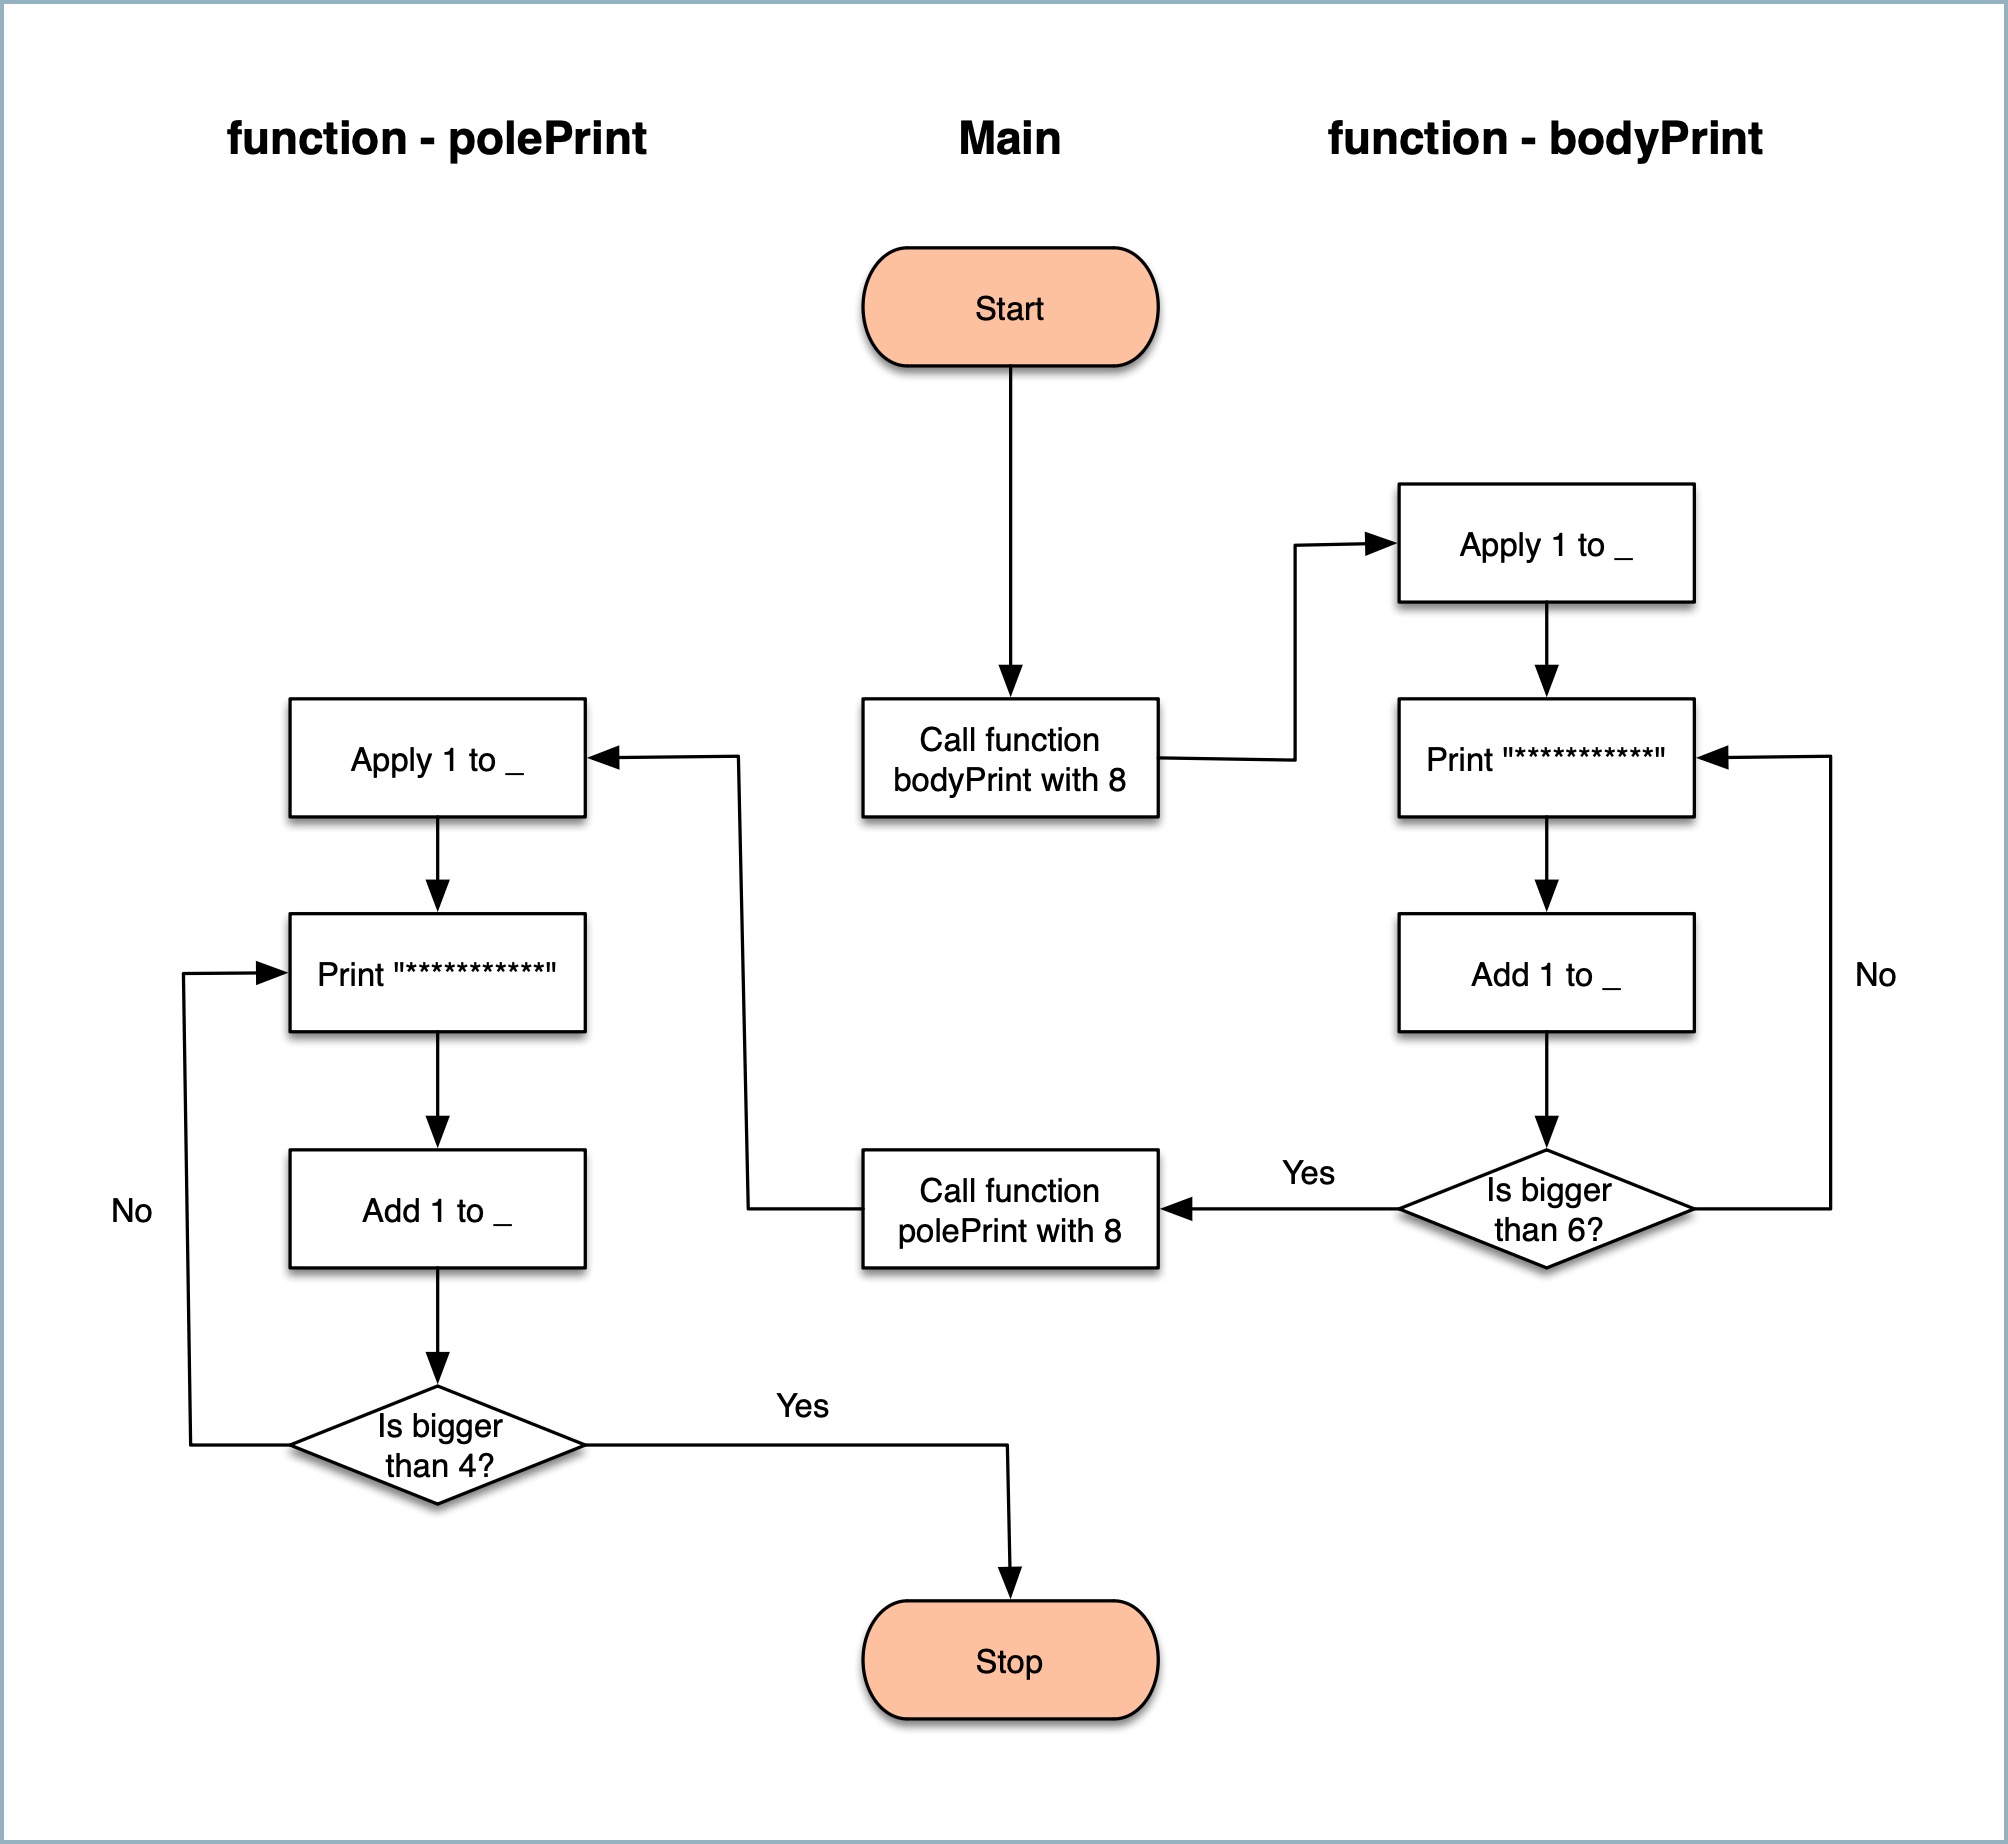 function - polePrint
Main
function - bodyPrint
Start
Apply 1 to _
Call function
bodyPrint with 8
Print "***********"
Add 1 to _
No
Is bigger
than 6?
Yes
Call function
polePrint with 8
Apply 1 to _
Print "***********"
Add 1 to _
No
Is bigger
than 4?
Yes
Stop